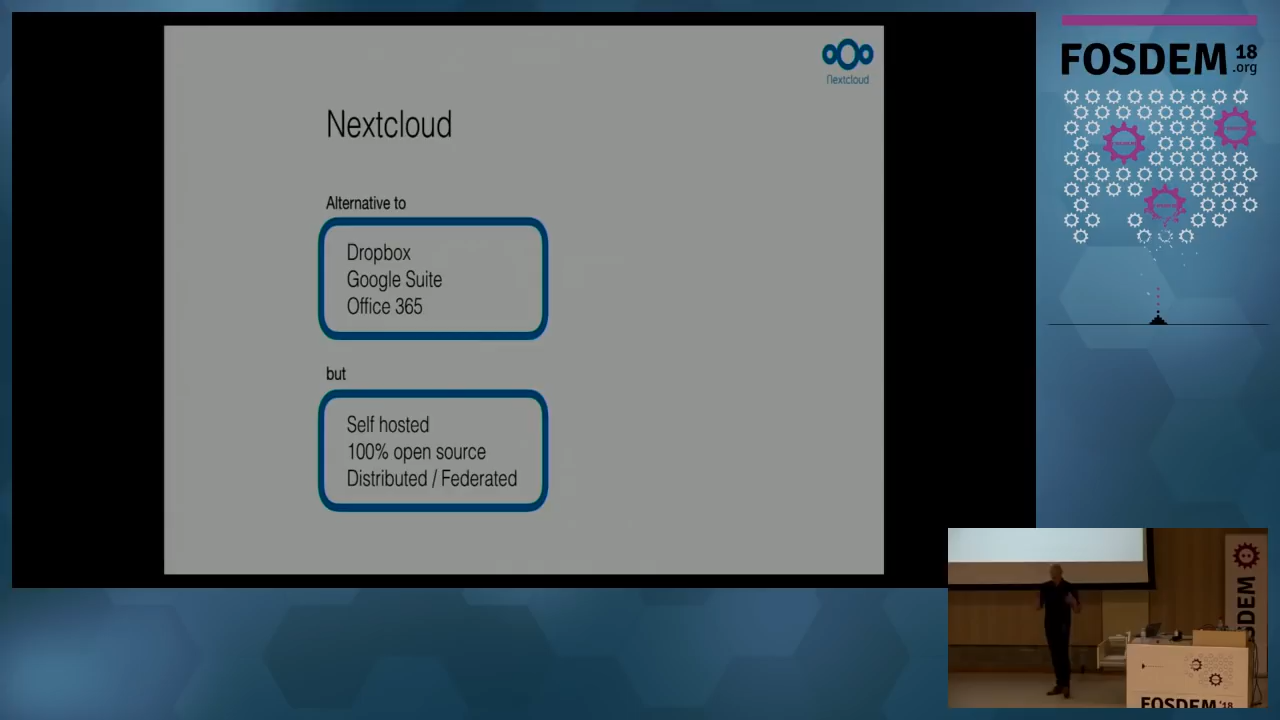 Nextcloud
Nextcloud
Alternative to
Dropbox
Google Suite
Office 365
but
Self hosted
100% open source
Distributed / Federated
FOSDEM 18
.org
FOSDEM
FOSDEM '18